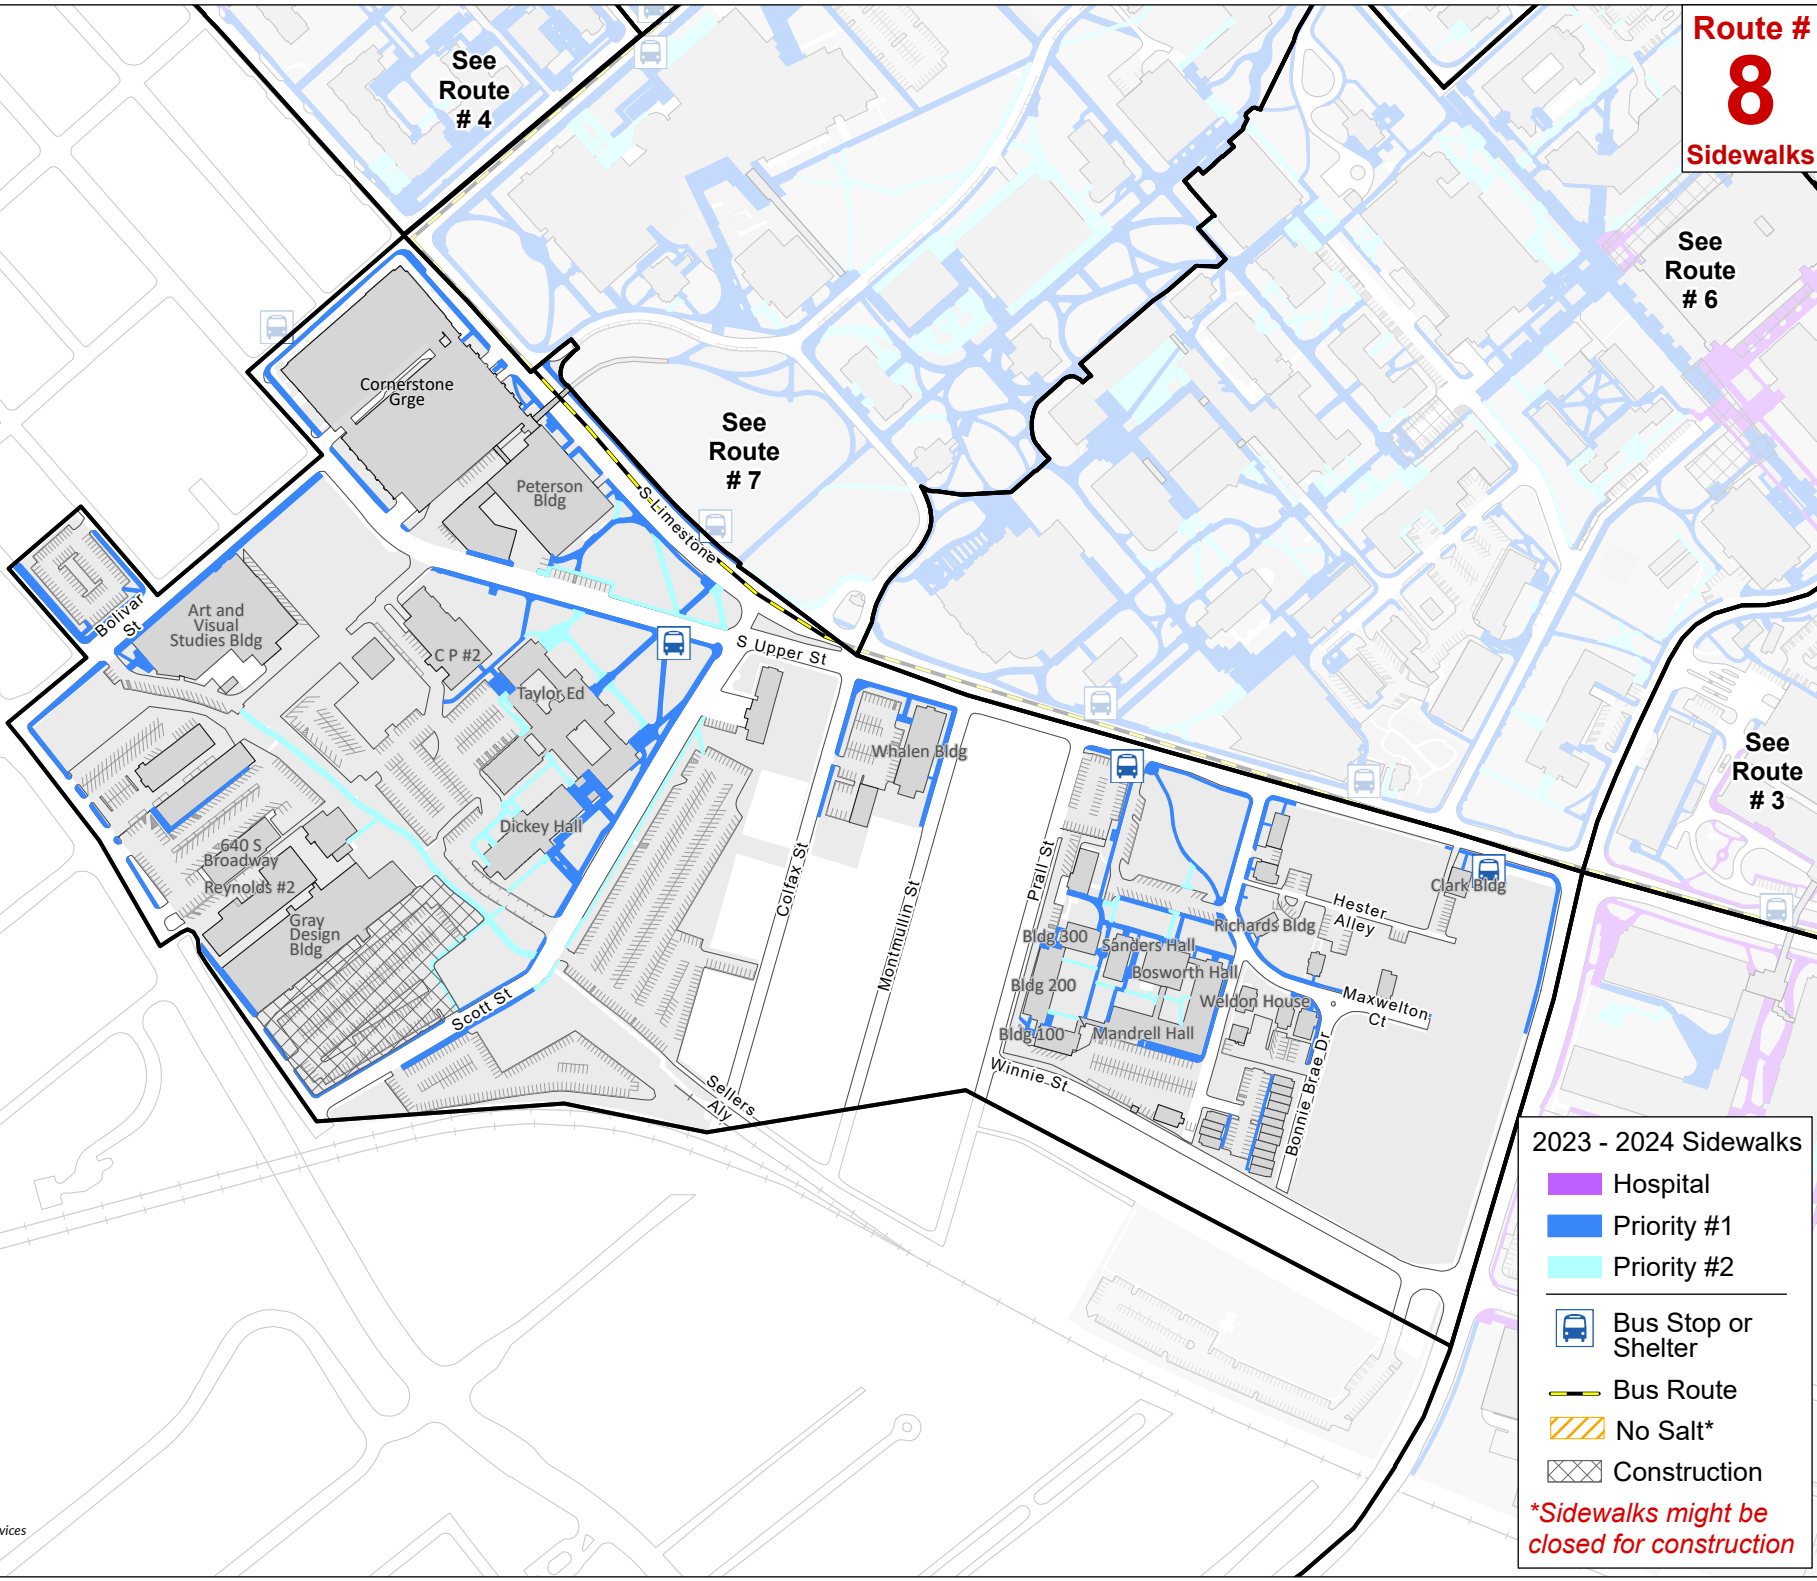 Route #
8
Sidewalks
See
Route
# 4
See
Route
# 6
Cornerstone
Grge
See
Route
# 7
Peterson
Bldg
S Limestone
Bolivar
St
Art and
Visual
Studies Bldg
C P #2
S Upper St
Taylor Ed
Whalen Bldg
See
Route
# 3
Dickey Hall
640 S
Broadway
Reynolds #2
Gray
Design
Bldg
Scott St
Colfax St
Montmullin St
Prall St
Clark Bldg
Hester
Alley
Richards Bldg
Bldg 300
Sanders Hall
Bosworth Hall
Bldg 200
Weldon House
Maxwelton
Ct
Bldg 100
Mandrell Hall
Winnie St
Bonnie Brae Dr
Sellers
Aly
2023 - 2024 Sidewalks
Hospital
Priority #1
Priority #2
Bus Stop or
Shelter
Bus Route
No Salt*
Construction
*Sidewalks might be
closed for construction
vices